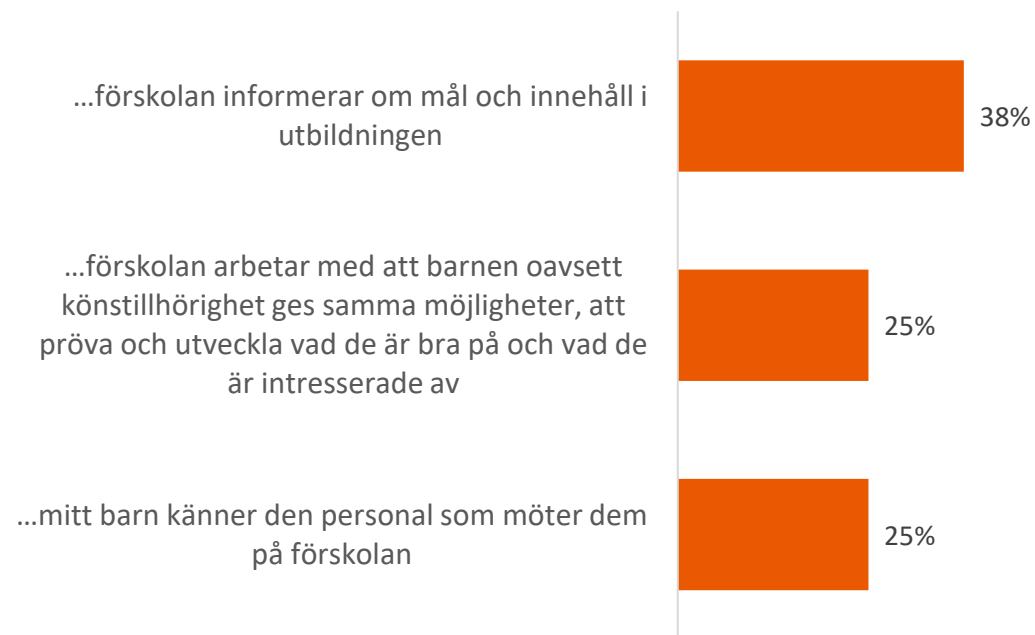 …förskolan informerar om mål och innehåll i
utbildningen
38%
…förskolan arbetar med att barnen oavsett
könstillhörighet ges samma möjligheter, att
pröva och utveckla vad de är bra på och vad de
är intresserade av
25%
…mitt barn känner den personal som möter dem
på förskolan
25%